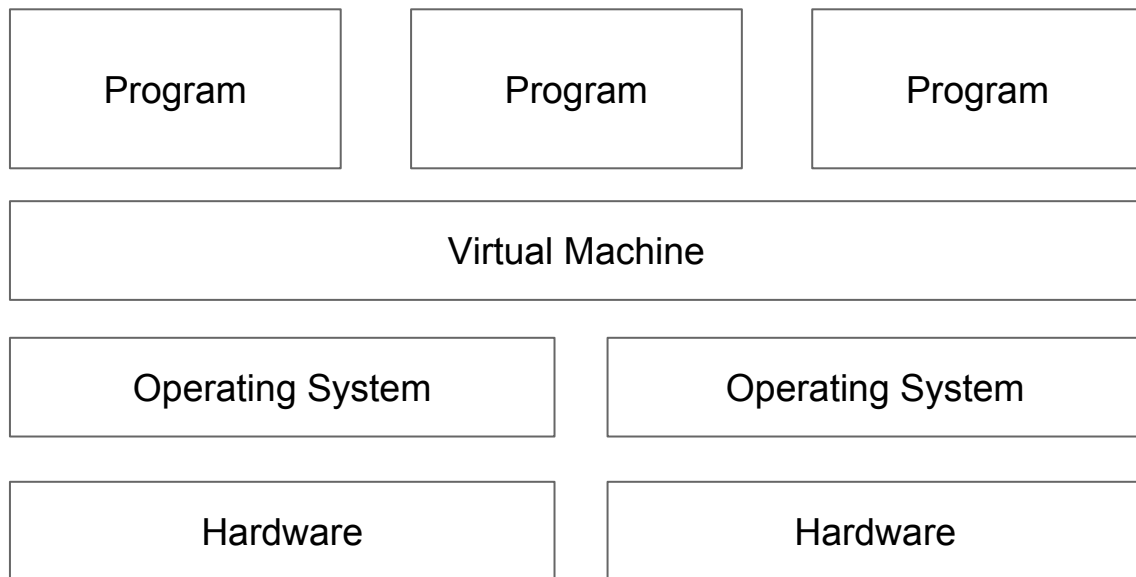 Program
Program
Program
Virtual Machine
Operating System
Operating System
Hardware
Hardware